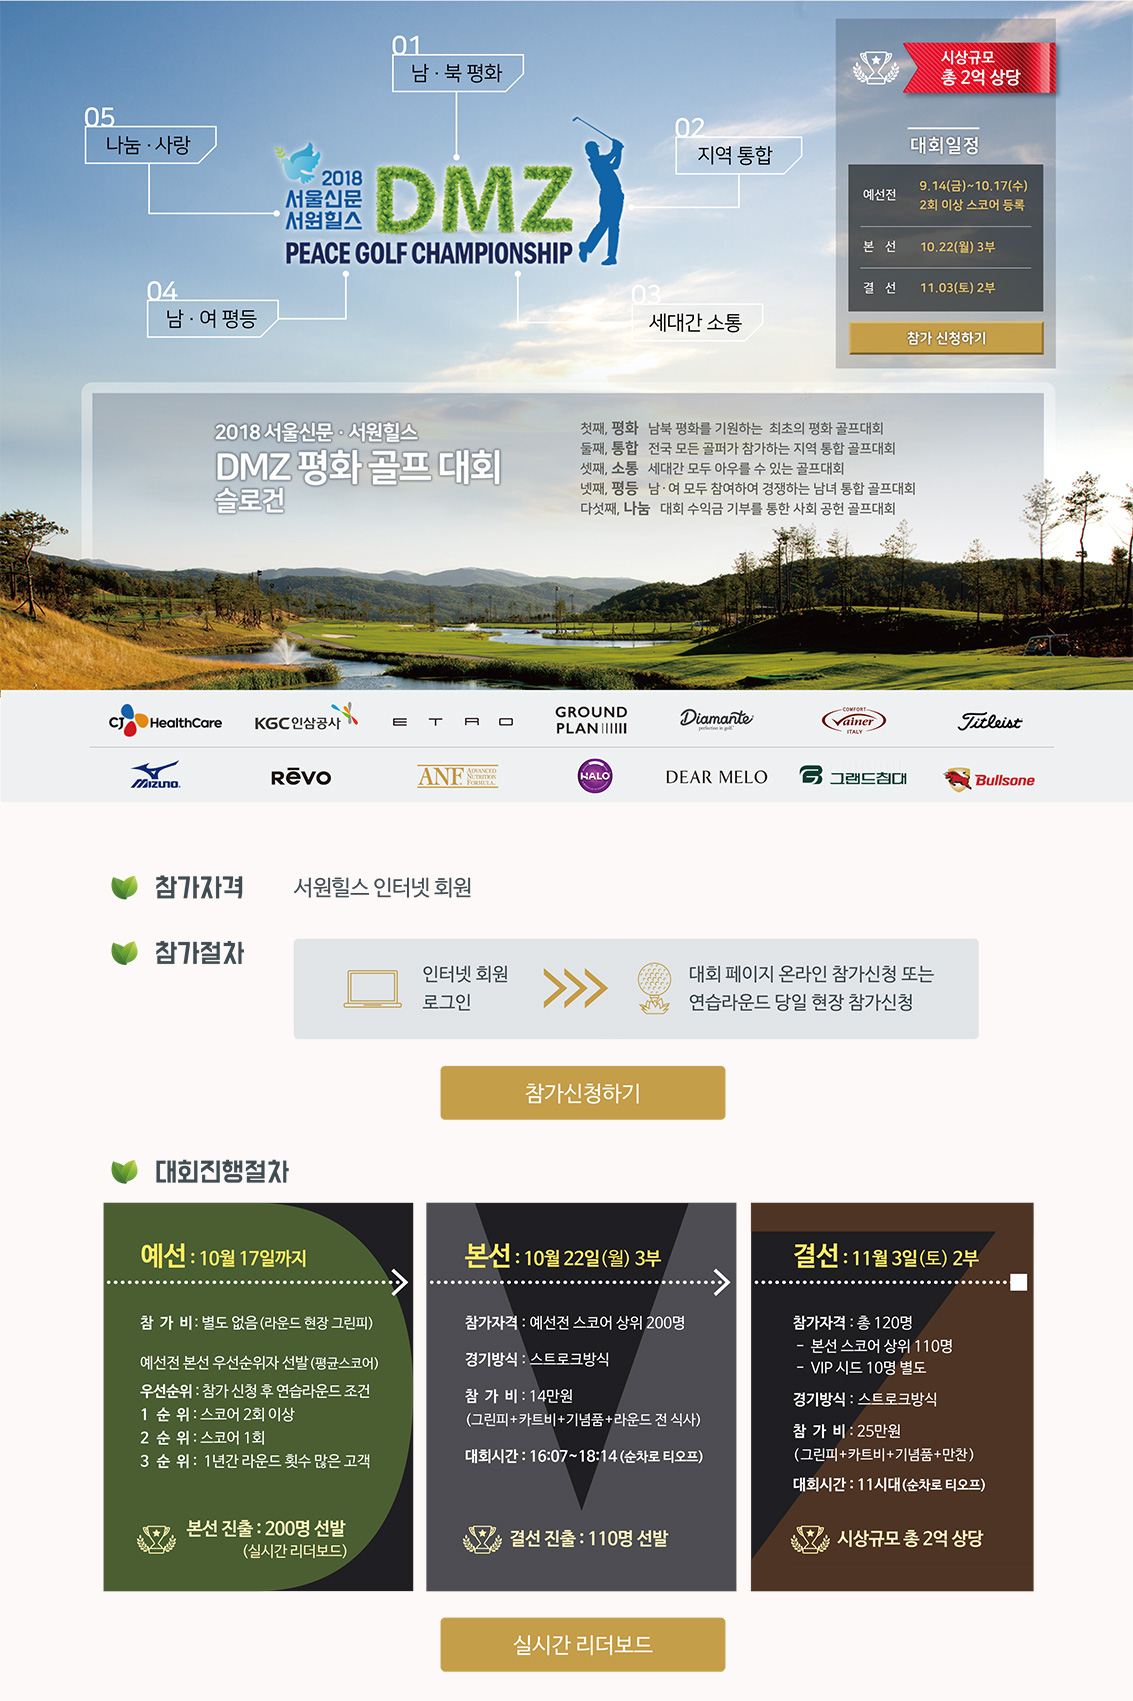 01
남 · 북 평화
05
나눔 · 사랑
02
지역 통합
2018
서울신문
서원힐스
DMZ
PEACE GOLF CHAMPIONSHIP
04
남 · 여 평등
03
세대간 소통
시상규모
총 2억 상당
대회일정
예선전 9.14(금)~10.17(수)
2회 이상 스코어 등록
본 선 10.22(월) 3부
결 선 11.03(토) 2부
참가 신청하기
2018 서울신문 · 서원힐스
DMZ 평화 골프 대회
슬로건
첫째, 평화 남북 평화를 기원하는 최초의 평화 골프대회
둘째, 통합 전국 모든 골퍼가 참가하는 지역 통합 골프대회
셋째, 소통 세대간 모두 아우를 수 있는 골프대회
넷째, 평등 남·여 모두 참여하여 경쟁하는 남녀 통합 골프대회
다섯째, 나눔 대회 수익금 기부를 통한 사회 공헌 골프대회
CJ HealthCare
KGC인삼공사
ETRO
GROUND
PLAN
Diamante
perfection in golf
COMFORT
Vainer
ITALY
Titleist
MIZUNO
RēVO
ANF ADVANCED
NUTRITION
FORMULA
HALO
DEAR MELO
그랜드침대
Bullsone
참가자격 서원힐스 인터넷 회원
참가절차
인터넷 회원
로그인
대회 페이지 온라인 참가신청 또는
연습라운드 당일 현장 참가신청
참가신청하기
대회진행절차
예선 : 10월 17일까지
참 가 비 : 별도 없음 (라운드 현장 그린피)
예선전 본선 우선순위자 선발 (평균스코어)
우선순위 : 참가 신청 후 연습라운드 조건
1 순 위 : 스코어 2회 이상
2 순 위 : 스코어 1회
3 순 위 : 1년간 라운드 횟수 많은 고객
본선 진출 : 200명 선발
(실시간 리더보드)
본선 : 10월 22일(월) 3부
참가자격 : 예선전 스코어 상위 200명
경기방식 : 스트로크방식
참 가 비 : 14만원
(그린피+카트비+기념품+라운드 전 식사)
대회시간 : 16:07~18:14 (순차로 티오프)
결선 진출 : 110명 선발
결선 : 11월 3일(토) 2부
참가자격 : 총 120명
- 본선 스코어 상위 110명
- VIP 시드 10명 별도
경기방식 : 스트로크방식
참 가 비 : 25만원
(그린피+카트비+기념품+만찬)
대회시간 : 11시대(순차로 티오프)
시상규모 총 2억 상당
실시간 리더보드